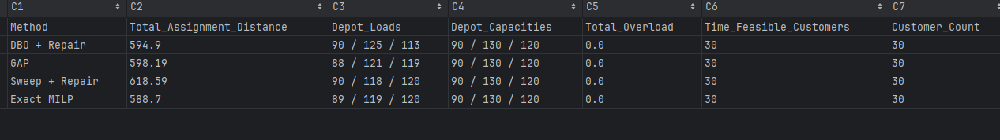 C1 C2 C3 C4 C5 C6 C7
Method Total_Assignment_Distance Depot_Loads Depot_Capacities Total_Overload Time_Feasible_Customers Customer_Count
DBO + Repair 594.9 90 / 125 / 113 90 / 130 / 120 0.0 30 30
GAP 598.19 88 / 121 / 119 90 / 130 / 120 0.0 30 30
Sweep + Repair 618.59 90 / 118 / 120 90 / 130 / 120 0.0 30 30
Exact MILP 588.7 89 / 119 / 120 90 / 130 / 120 0.0 30 30